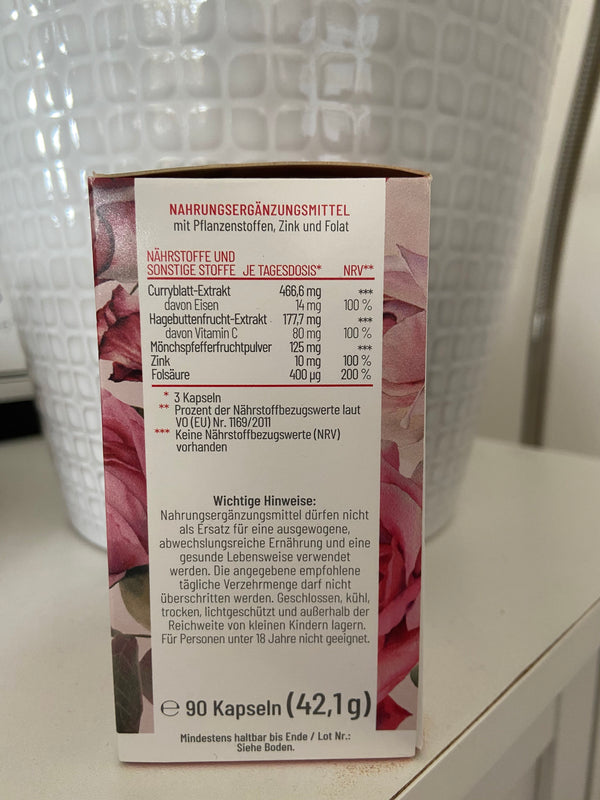 NAHRUNGSERGÄNZUNGSMITTEL
mit Pflanzenstoffen, Zink und Folat
NÄHRSTOFFE UND
SONSTIGE STOFFE JE TAGESDOSIS* NRV**
Curryblatt-Extrakt 466,6 mg ***
davon Eisen 14 mg 100 %
Hagebuttenfrucht-Extrakt 177,7 mg ***
davon Vitamin C 80 mg 100 %
Mönchspfefferfruchtpulver 125 mg ***
Zink 10 mg 100 %
Folsäure 400 µg 200 %
* 3 Kapseln
** Prozent der Nährstoffbezugswerte laut
VO (EU) Nr. 1169/2011
*** Keine Nährstoffbezugswerte (NRV)
vorhanden
Wichtige Hinweise:
Nahrungsergänzungsmittel dürfen nicht
als Ersatz für eine ausgewogene,
abwechslungsreiche Ernährung und eine
gesunde Lebensweise verwendet
werden. Die angegebene empfohlene
tägliche Verzehrmenge darf nicht
überschritten werden. Geschlossen, kühl,
trocken, lichtgeschützt und außerhalb der
Reichweite von kleinen Kindern lagern.
Für Personen unter 18 Jahre nicht geeignet.
℮ 90 Kapseln (42,1 g)
Mindestens haltbar bis Ende / Lot Nr.:
Siehe Boden.